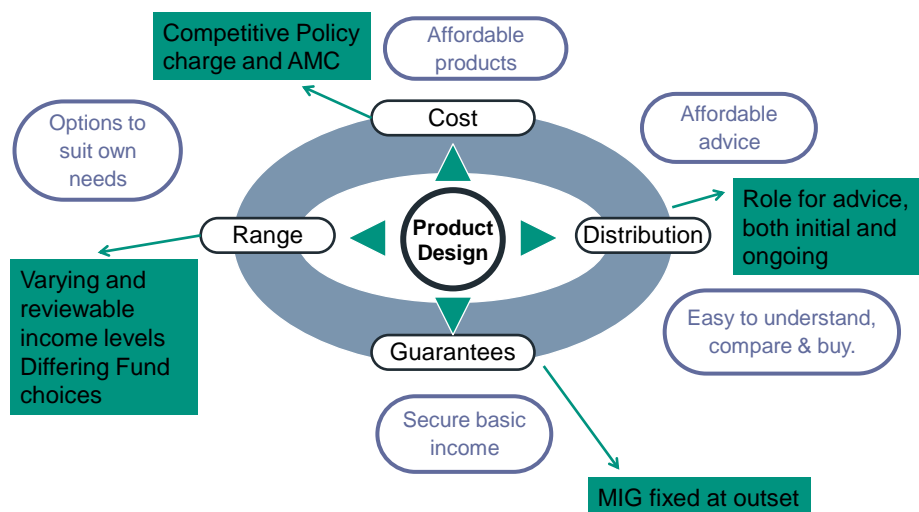 Competitive Policy
charge and AMC
Affordable
products
Options to
suit own
needs
Cost
Affordable
advice
Range
Product
Design
Distribution
Role for advice,
both initial and
ongoing
Varying and
reviewable
income levels
Differing Fund
choices
Guarantees
Easy to understand,
compare & buy.
Secure basic
income
MIG fixed at outset